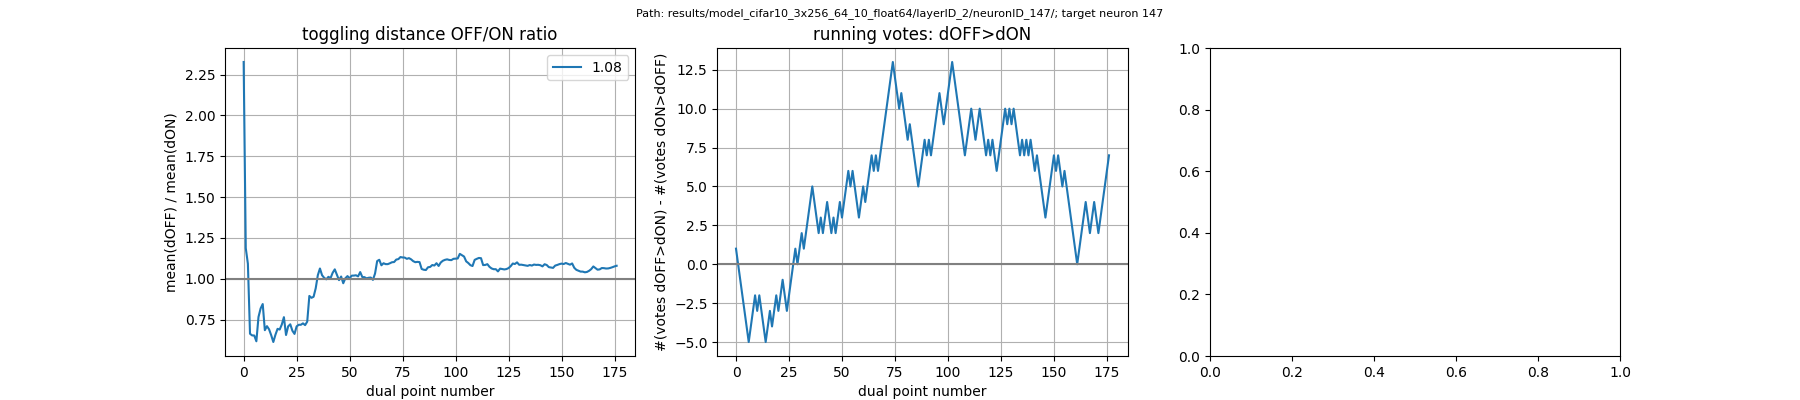 Path: results/model_cifar10_3x256_64_10_float64/layerID_2/neuronID_147/; target neuron 147
toggling distance OFF/ON ratio
mean(dOFF) / mean(dON)
2.25
2.00
1.75
1.50
1.25
1.00
0.75
1.08
0 25 50 75 100 125 150 175
dual point number
running votes: dOFF>dON
#(votes dOFF>dON) - #(votes dON>dOFF)
12.5
10.0
7.5
5.0
2.5
0.0
−2.5
−5.0
0 25 50 75 100 125 150 175
dual point number
1.0
0.8
0.6
0.4
0.2
0.0
0.0 0.2 0.4 0.6 0.8 1.0